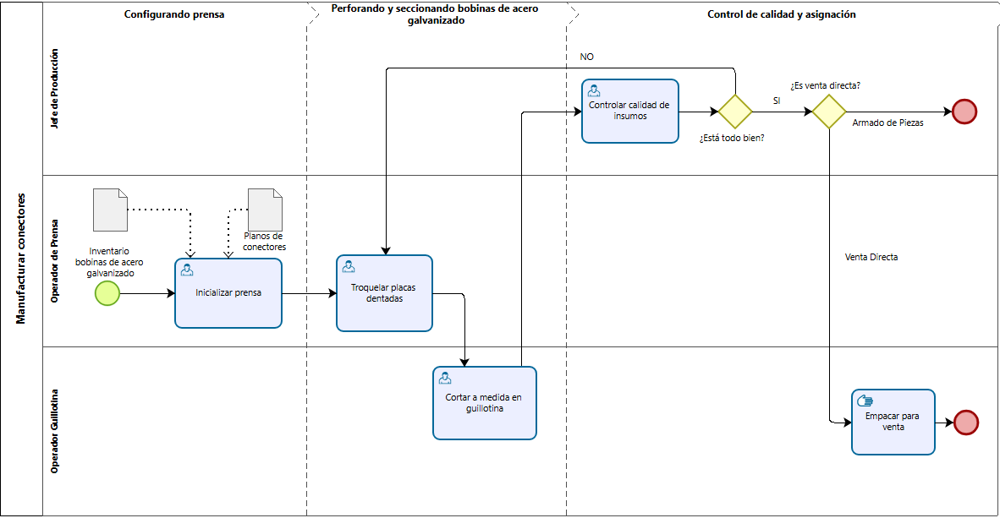 Configurando prensa
Perforando y seccionando bobinas de acero
galvanizado
Control de calidad y asignación
Manufacturar conectores
Jefe de Producción
NO
Controlar calidad de
insumos
¿Está todo bien?
SI
¿Es venta directa?
Armado de Piezas
Operador de Prensa
Inventario
bobinas de acero
galvanizado
Planos de
conectores
Inicializar prensa
Troquelar placas
dentadas
Venta Directa
Operador Guillotina
Cortar a medida en
guillotina
Empacar para
venta